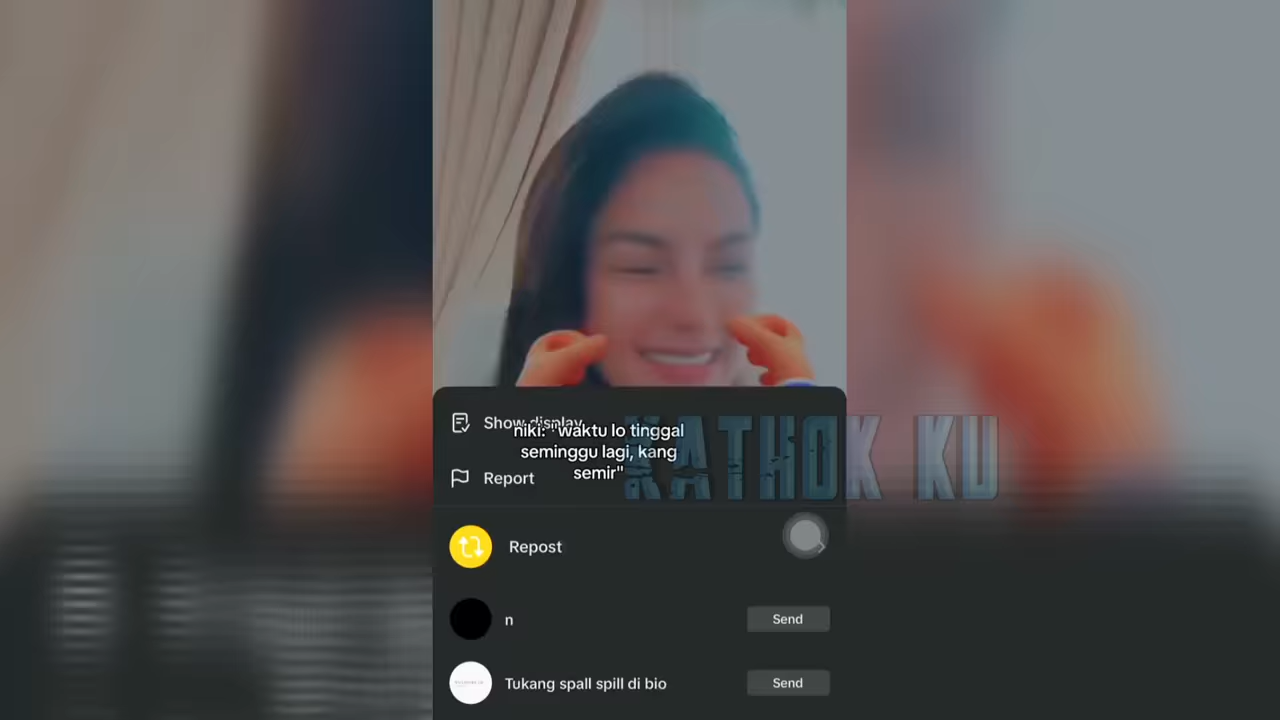 Show display
niki: "waktu lo tinggal
seminggu lagi, kang
semir"
KATHOK KU
Report
Repost
n
Send
Tukang spall spill di bio
Send